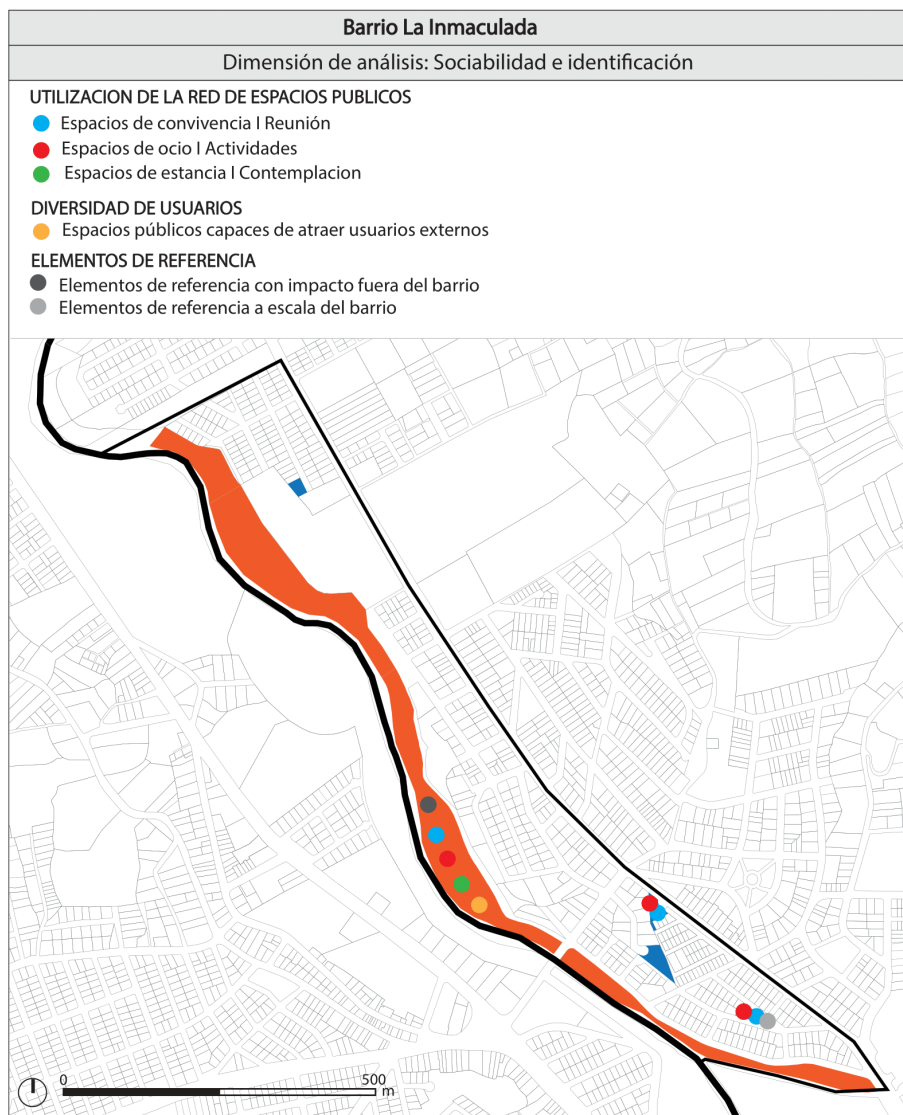 Barrio La Inmaculada
Dimensión de análisis: Sociabilidad e identificación
UTILIZACION DE LA RED DE ESPACIOS PUBLICOS
Espacios de convivencia I Reunión
Espacios de ocio I Actividades
Espacios de estancia I Contemplacion
DIVERSIDAD DE USUARIOS
Espacios públicos capaces de atraer usuarios externos
ELEMENTOS DE REFERENCIA
Elementos de referencia con impacto fuera del barrio
Elementos de referencia a escala del barrio
0 500
m